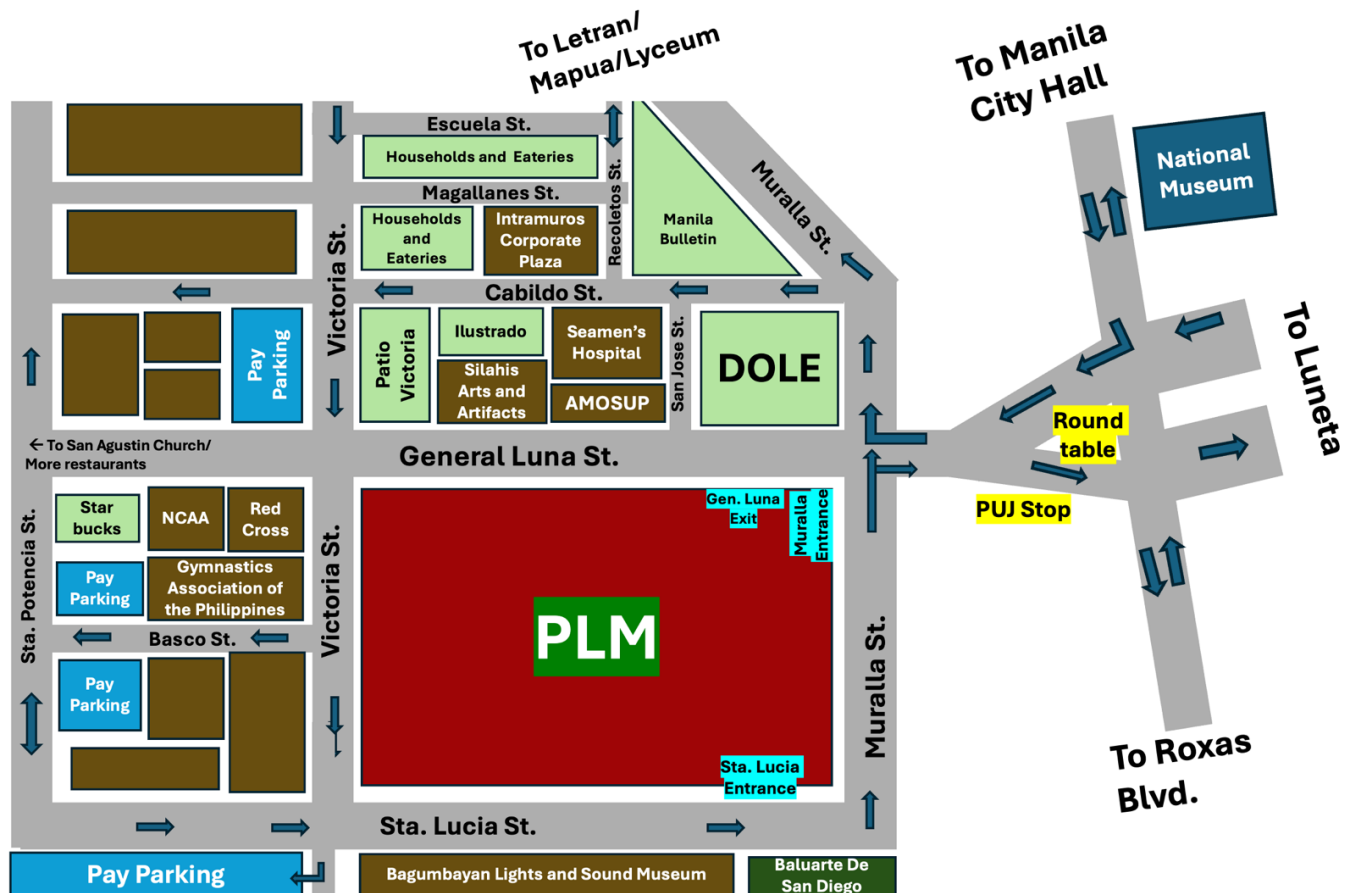 To Letran/
Mapua/Lyceum
To Manila
City Hall
National
Museum
Escuela St.
Households and Eateries
Magallanes St.
Recoletos St.
Muralla St.
Households
and
Eateries
Intramuros
Corporate
Plaza
Manila
Bulletin
Victoria St.
Cabildo St.
To Luneta
Pay
Parking
Patio
Victoria
Ilustrado
Silahis
Arts and
Artifacts
Seamen's
Hospital
AMOSUP
San Jose St.
DOLE
Round
table
← To San Agustin Church/
More restaurants
General Luna St.
PUJ Stop
Sta. Potencia St.
Star
bucks
NCAA
Red
Cross
Victoria St.
Gen. Luna
Exit
Muralla
Entrance
Pay
Parking
Gymnastics
Association of
the Philippines
Basco St.
PLM
Muralla St.
Pay
Parking
Sta. Lucia
Entrance
To Roxas
Blvd.
Sta. Lucia St.
Pay Parking
Bagumbayan Lights and Sound Museum
Baluarte De
San Diego